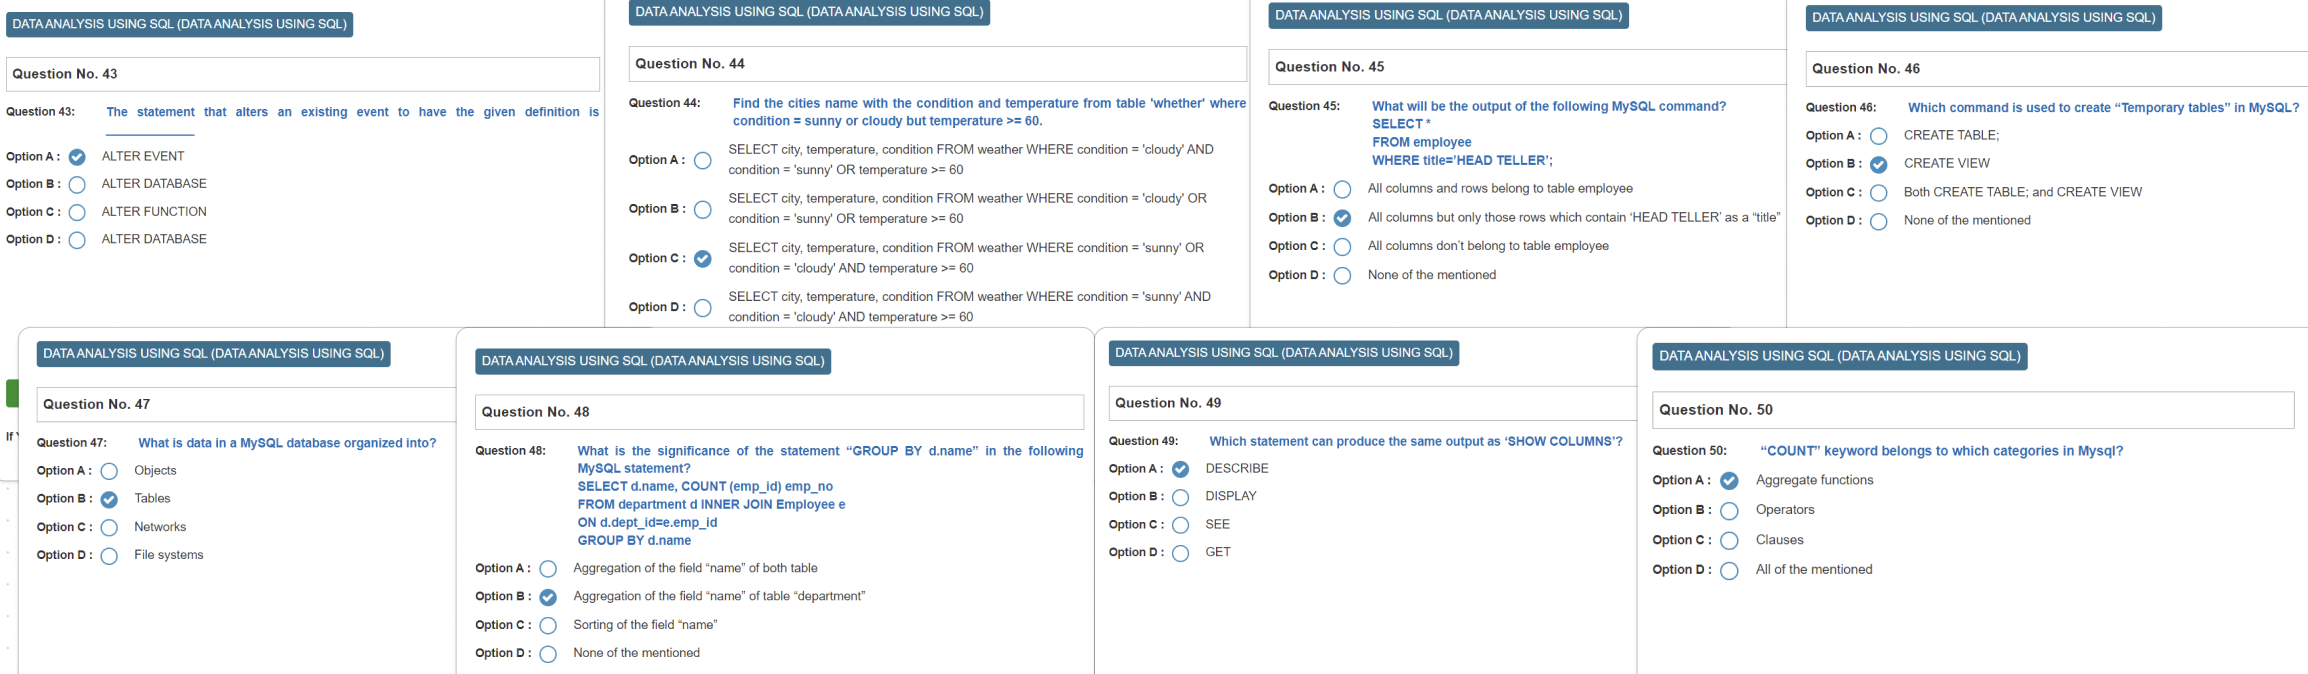 DATA ANALYSIS USING SQL (DATA ANALYSIS USING SQL)
Question No. 43
Question 43: The statement that alters an existing event to have the given definition is
____________
Option A : ALTER EVENT
Option B : ALTER DATABASE
Option C : ALTER FUNCTION
Option D : ALTER DATABASE
DATA ANALYSIS USING SQL (DATA ANALYSIS USING SQL)
Question No. 44
Question 44: Find the cities name with the condition and temperature from table 'whether' where
condition = sunny or cloudy but temperature >= 60.
Option A : SELECT city, temperature, condition FROM weather WHERE condition = 'cloudy' AND
condition = 'sunny' OR temperature >= 60
Option B : SELECT city, temperature, condition FROM weather WHERE condition = 'cloudy' OR
condition = 'sunny' OR temperature >= 60
Option C : SELECT city, temperature, condition FROM weather WHERE condition = 'sunny' OR
condition = 'cloudy' AND temperature >= 60
Option D : SELECT city, temperature, condition FROM weather WHERE condition = 'sunny' AND
condition = 'cloudy' AND temperature >= 60
DATA ANALYSIS USING SQL (DATA ANALYSIS USING SQL)
Question No. 45
Question 45: What will be the output of the following MySQL command?
SELECT *
FROM employee
WHERE title='HEAD TELLER’;
Option A : All columns and rows belong to table employee
Option B : All columns but only those rows which contain ‘HEAD TELLER’ as a “title”
Option C : All columns don’t belong to table employee
Option D : None of the mentioned
DATA ANALYSIS USING SQL (DATA ANALYSIS USING SQL)
Question No. 46
Question 46: Which command is used to create “Temporary tables” in MySQL?
Option A : CREATE TABLE;
Option B : CREATE VIEW
Option C : Both CREATE TABLE; and CREATE VIEW
Option D : None of the mentioned
If
DATA ANALYSIS USING SQL (DATA ANALYSIS USING SQL)
Question No. 47
Question 47: What is data in a MySQL database organized into?
Option A : Objects
Option B : Tables
Option C : Networks
Option D : File systems
DATA ANALYSIS USING SQL (DATA ANALYSIS USING SQL)
Question No. 48
Question 48: What is the significance of the statement “GROUP BY d.name” in the following
MySQL statement?
SELECT d.name, COUNT (emp_id) emp_no
FROM department d INNER JOIN Employee e
ON d.dept_id=e.emp_id
GROUP BY d.name
Option A : Aggregation of the field “name” of both table
Option B : Aggregation of the field “name” of table “department”
Option C : Sorting of the field “name”
Option D : None of the mentioned
DATA ANALYSIS USING SQL (DATA ANALYSIS USING SQL)
Question No. 49
Question 49: Which statement can produce the same output as ‘SHOW COLUMNS’?
Option A : DESCRIBE
Option B : DISPLAY
Option C : SEE
Option D : GET
DATA ANALYSIS USING SQL (DATA ANALYSIS USING SQL)
Question No. 50
Question 50: “COUNT” keyword belongs to which categories in Mysql?
Option A : Aggregate functions
Option B : Operators
Option C : Clauses
Option D : All of the mentioned